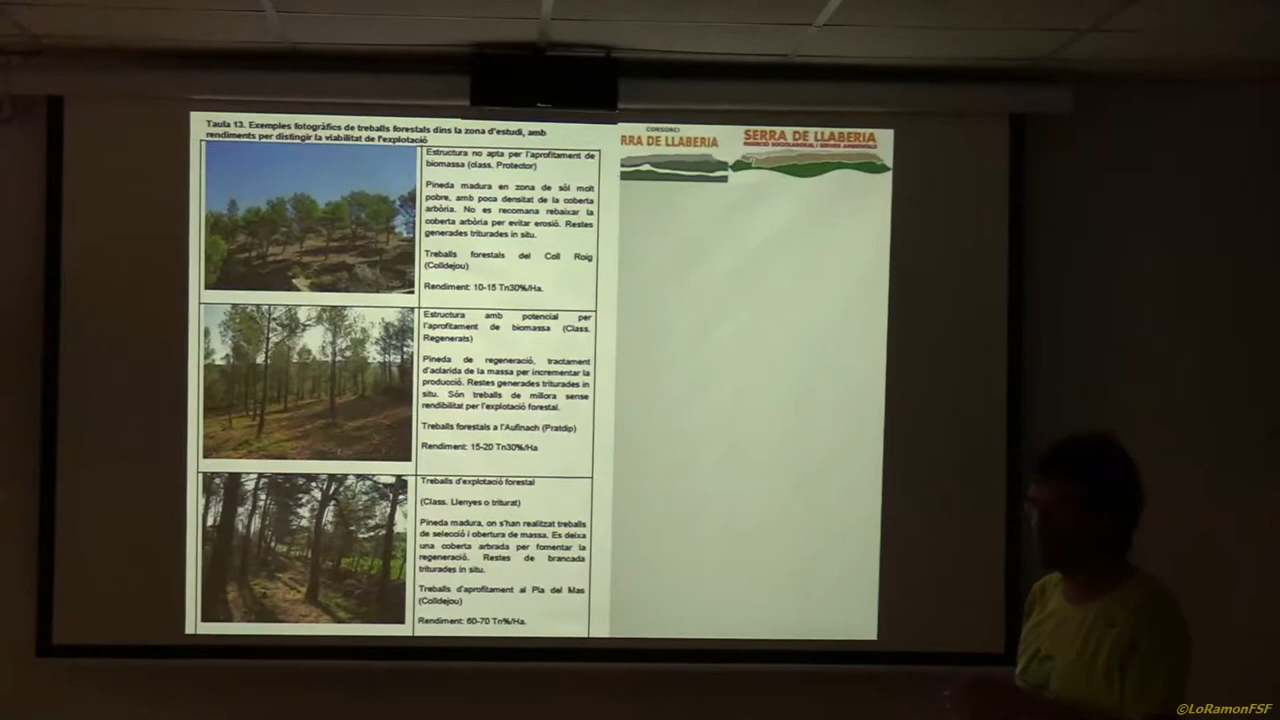 Taula 13. Exemples fotogràfics de treballs forestals dins la zona d'estudi, amb
rendiments per distingir la viabilitat de l'explotació
Estructura no apta per l'aprofitament de
biomassa (class. Protector)
Pineda madura en zona de sòl molt
pobre, amb poca densitat de la coberta
arbòria. No es recomana rebaixar la
coberta arbòria per evitar erosió. Restes
generades triturades in situ.
Treballs forestals del Coll Roig
(Colldejou)
Rendiment: 10-15 Tn30%/Ha.
Estructura amb potencial per
l'aprofitament de biomassa (Class.
Regenerats)
Pineda de regeneració, tractament
d'aclarida de la massa per incrementar la
producció. Restes generades triturades in
situ. Són treballs de millora sense
rendibilitat per l'explotació forestal.
Treballs forestals a l'Aufinach (Pratdip)
Rendiment: 15-20 Tn30%/Ha
Treballs d'explotació forestal
(Class. Llenyes o triturat)
Pineda madura, on s'han realitzat treballs
de selecció i obertura de massa. Es deixa
una coberta arbrada per fomentar la
regeneració. Restes de brancada
triturades in situ.
Treballs d'aprofitament al Pla del Mas
(Colldejou)
Rendiment: 60-70 Tn%/Ha.
CONSORCI
RRA DE LLABERIA
SERRA DE LLABERIA
INSERCIÓ SOCIOLABORAL I SERVEIS AMBIENTALS
©LoRamonFSF